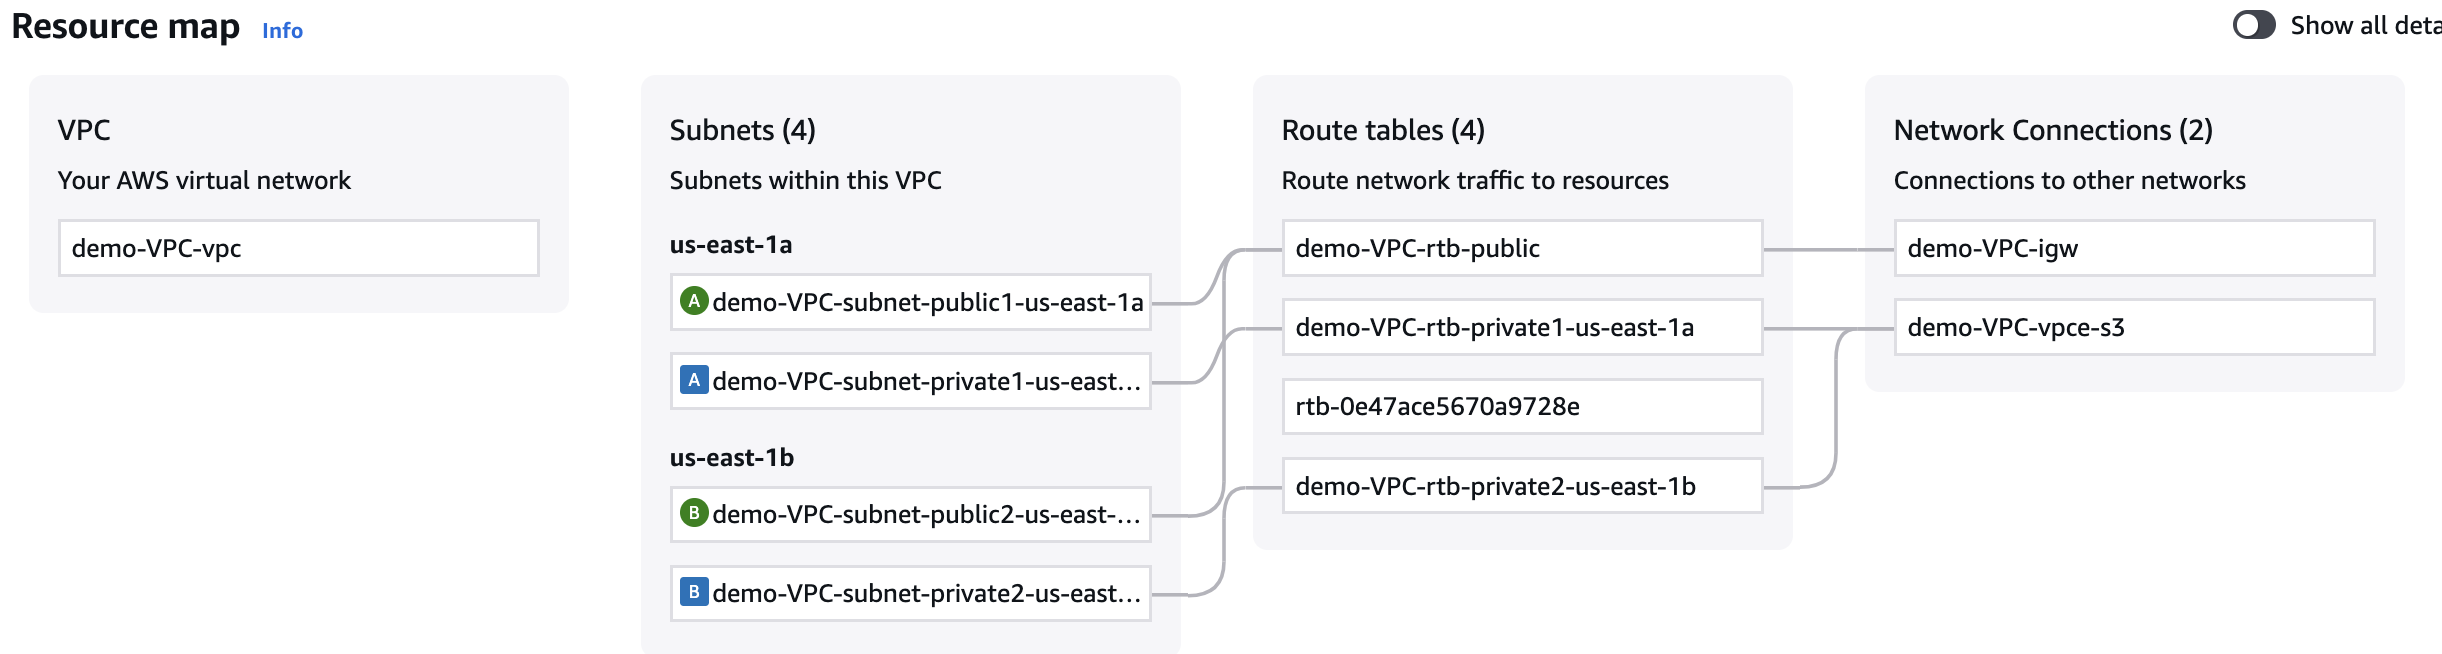 Resource map Info
Show all deta
VPC
Your AWS virtual network
demo-VPC-vpc
Subnets (4)
Subnets within this VPC
us-east-1a
A demo-VPC-subnet-public1-us-east-1a
A demo-VPC-subnet-private1-us-east...
us-east-1b
B demo-VPC-subnet-public2-us-east-...
B demo-VPC-subnet-private2-us-east...
Route tables (4)
Route network traffic to resources
demo-VPC-rtb-public
demo-VPC-rtb-private1-us-east-1a
rtb-0e47ace5670a9728e
demo-VPC-rtb-private2-us-east-1b
Network Connections (2)
Connections to other networks
demo-VPC-igw
demo-VPC-vpce-s3